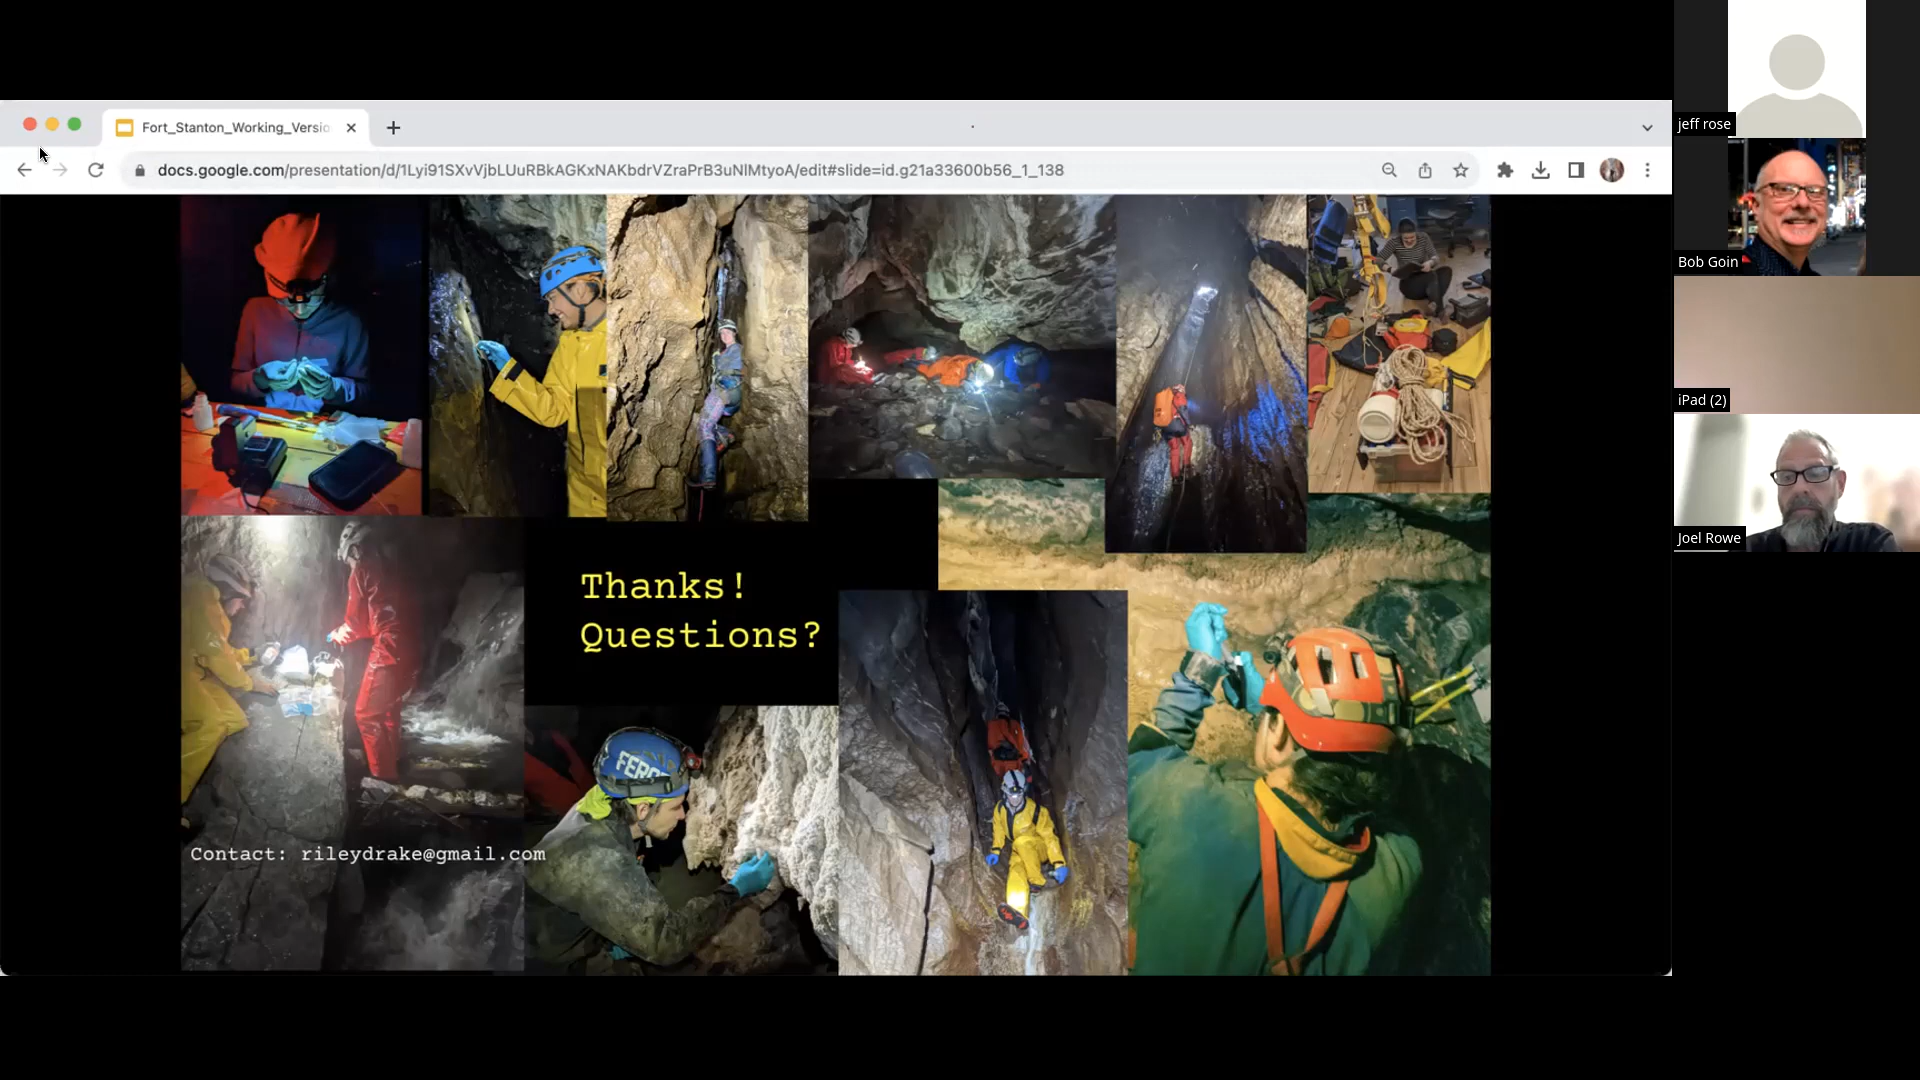 Fort_Stanton_Working_Versio
docs.google.com/presentation/d/1Lyi91SXvVjbLUuRBkAGKxNAKbdrVZraPrB3uNlMtyoA/edit#slide=id.g21a33600b56_1_138
Thanks!
Questions?
Contact: rileydrake@gmail.com
jeff rose
Bob Goin
iPad (2)
Joel Rowe